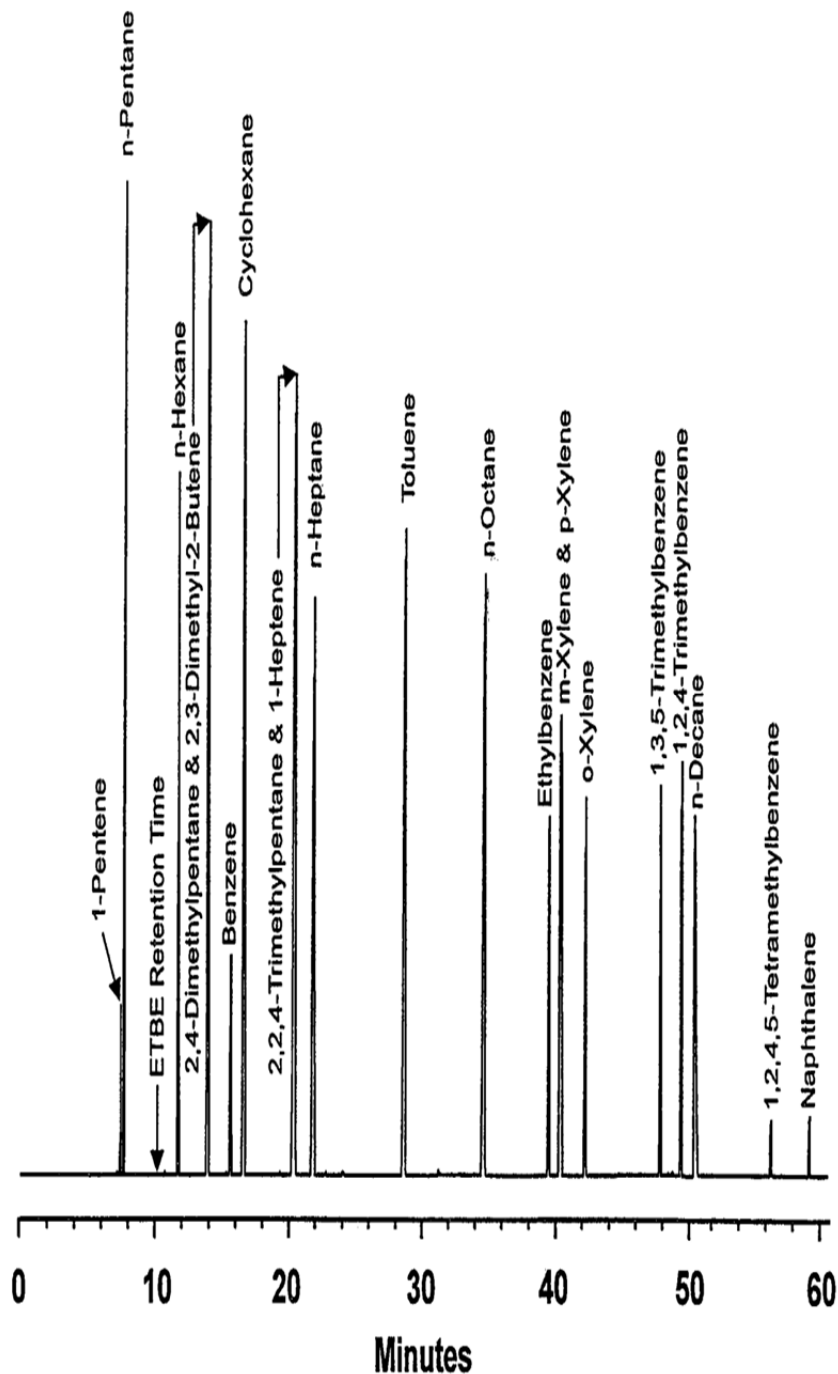 1-Pentene
n-Pentane
ETBE Retention Time
n-Hexane
2,4-Dimethylpentane & 2,3-Dimethyl-2-Butene
Benzene
Cyclohexane
2,2,4-Trimethylpentane & 1-Heptene
n-Heptane
Toluene
n-Octane
Ethylbenzene
m-Xylene & p-Xylene
o-Xylene
1,3,5-Trimethylbenzene
1,2,4-Trimethylbenzene
n-Decane
1,2,4,5-Tetramethylbenzene
Naphthalene
0 10 20 30 40 50 60
Minutes